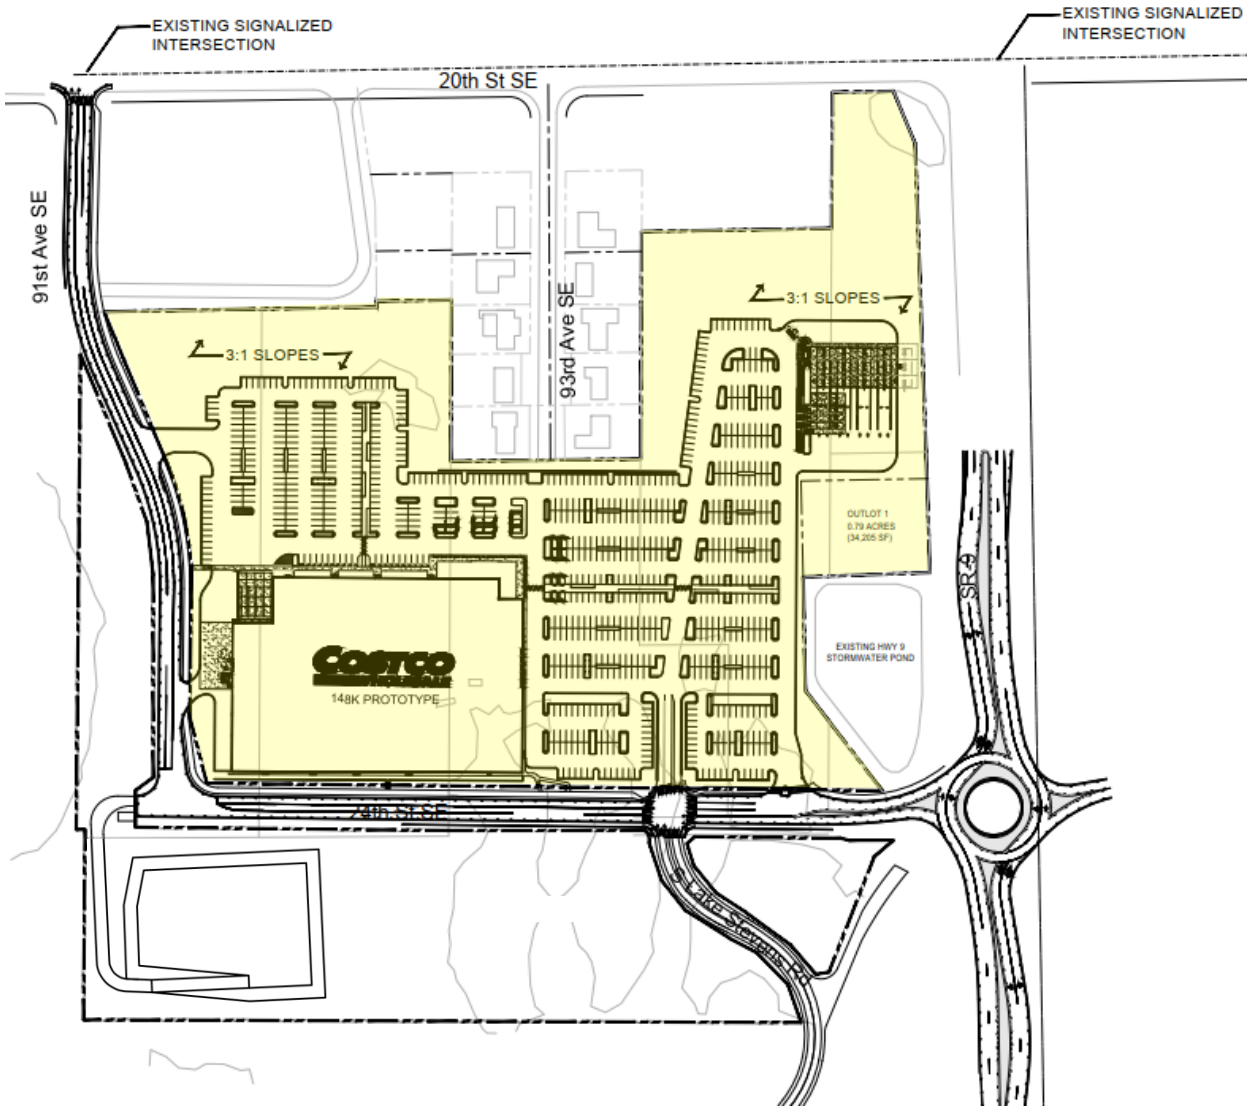 EXISTING SIGNALIZED
INTERSECTION
EXISTING SIGNALIZED
INTERSECTION
20th St SE
91st Ave SE
93rd Ave SE
3:1 SLOPES
3:1 SLOPES
OUTLOT 1
0.79 ACRES
(34,205 SF)
SR-9
EXISTING HWY 9
STORMWATER POND
COSTCO
148K PROTOTYPE
24th St SE
S Lake Stevens Rd